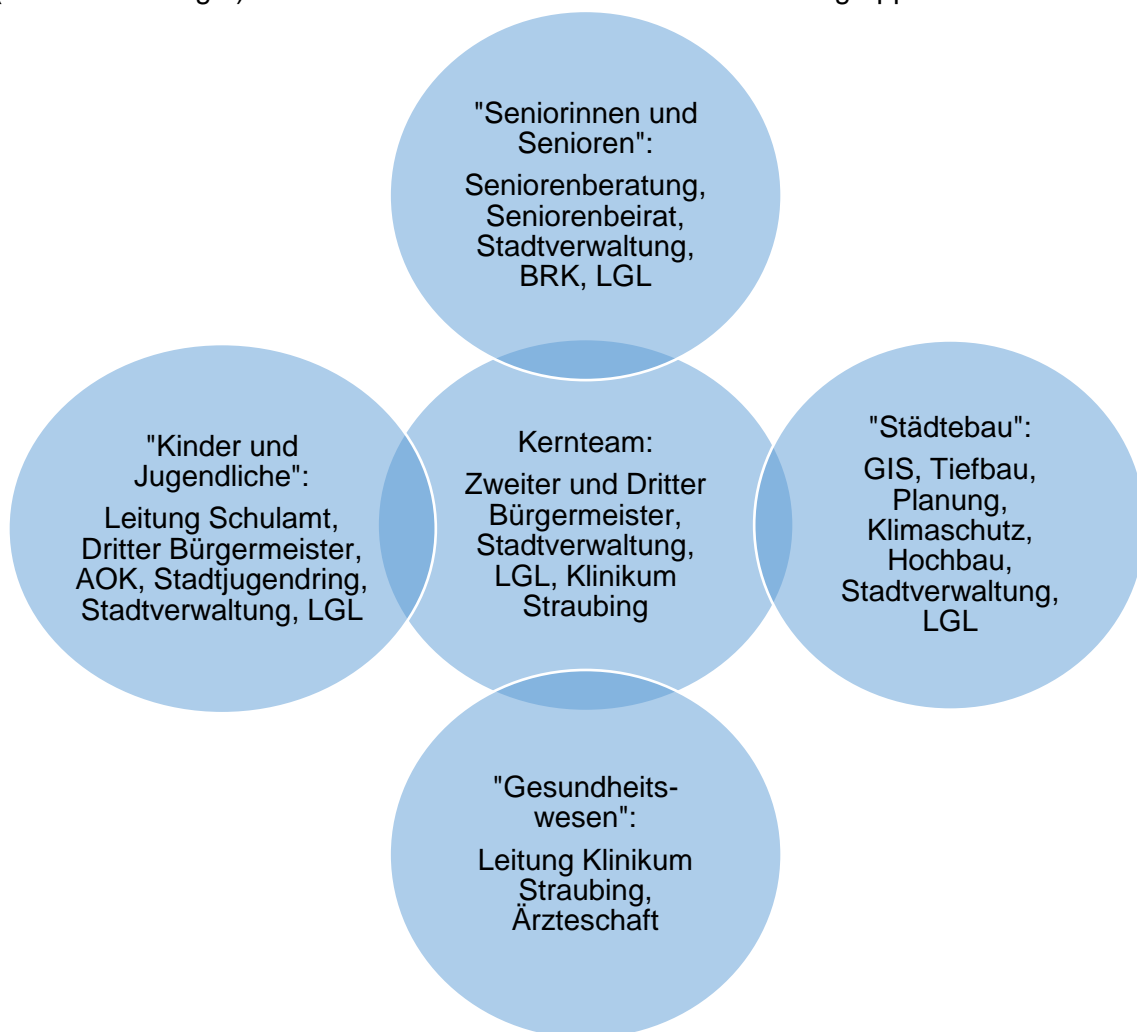 "Seniorinnen und
Senioren":
Seniorenberatung,
Seniorenbeirat,
Stadtverwaltung,
BRK, LGL
"Kinder und
Jugendliche":
Leitung Schulamt,
Dritter Bürgermeister,
AOK, Stadtjugendring,
Stadtverwaltung, LGL
Kernteam:
Zweiter und Dritter
Bürgermeister,
Stadtverwaltung,
LGL, Klinikum
Straubing
"Städtebau":
GIS, Tiefbau,
Planung,
Klimaschutz,
Hochbau,
Stadtverwaltung,
LGL
"Gesundheits-
wesen":
Leitung Klinikum
Straubing,
Ärzteschaft